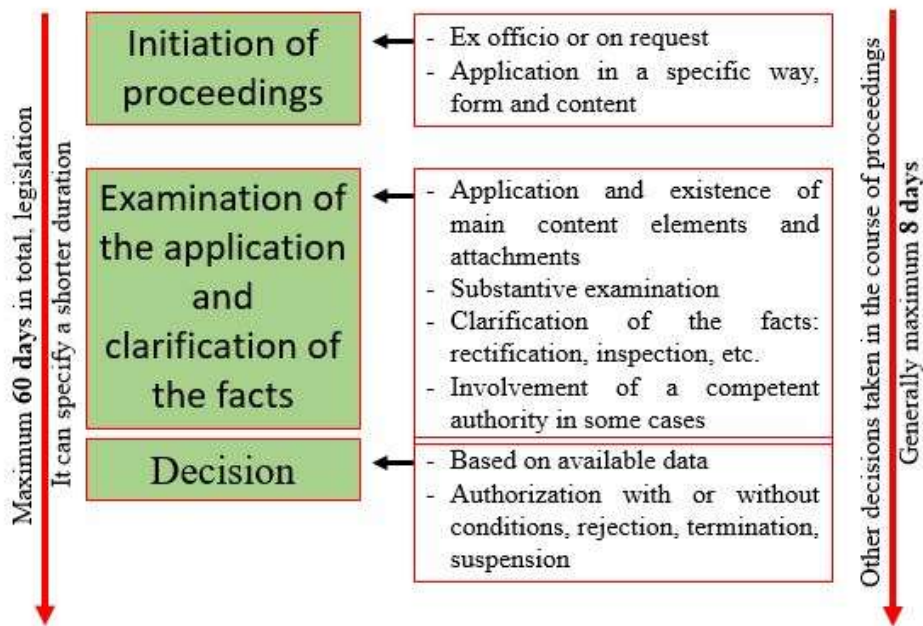 Initiation of
proceedings
- Ex officio or on request
- Application in a specific way,
form and content
Examination of
the application
and
clarification of
the facts
- Application and existence of
main content elements and
attachments
- Substantive examination
- Clarification of the facts:
rectification, inspection, etc.
- Involvement of a competent
authority in some cases
Decision
- Based on available data
- Authorization with or without
conditions, rejection, termination,
suspension
Maximum 60 days in total, legislation
It can specify a shorter duration
Other decisions taken in the course of proceedings
Generally maximum 8 days